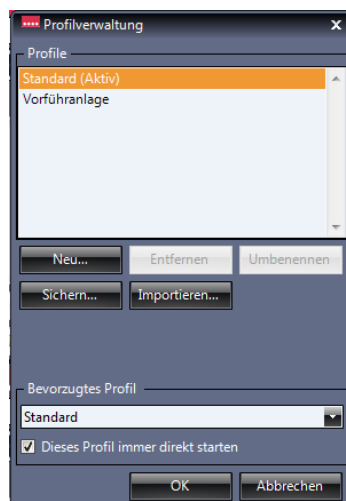 Profilverwaltung
x
Profile
Standard (Aktiv)
Vorführanlage
Neu...
Entfernen
Umbenennen
Sichern...
Importieren...
Bevorzugtes Profil
Standard
Dieses Profil immer direkt starten
OK
Abbrechen